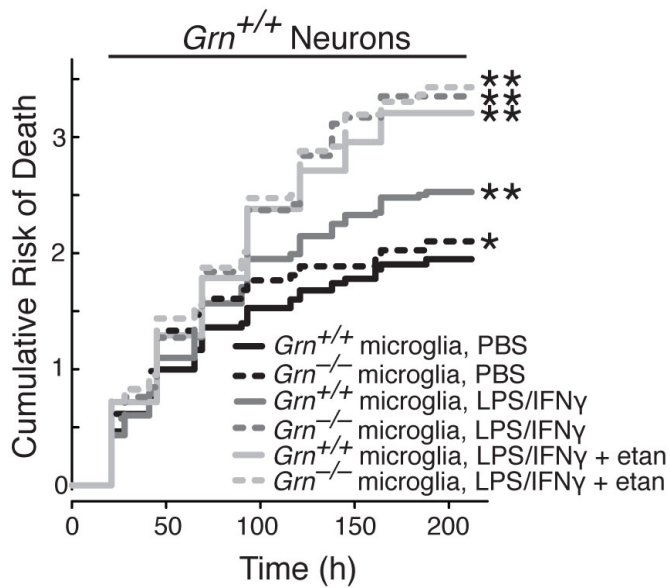 Grn+/+ Neurons
Cumulative Risk of Death
3
2
1
0
**
**
**
**
*
Grn+/+ microglia, PBS
Grn−/− microglia, PBS
Grn+/+ microglia, LPS/IFNγ
Grn−/− microglia, LPS/IFNγ
Grn+/+ microglia, LPS/IFNγ + etan
Grn−/− microglia, LPS/IFNγ + etan
0 50 100 150 200
Time (h)